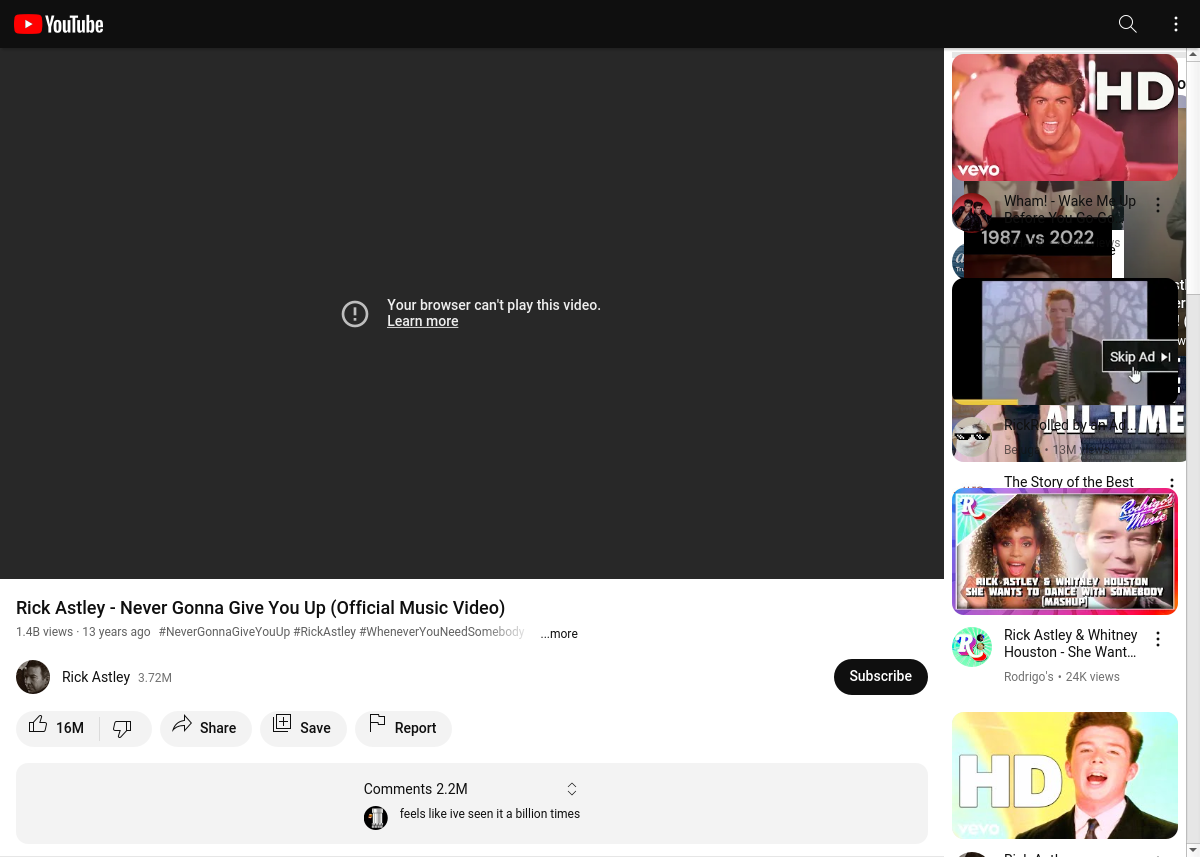 YouTube
Your browser can't play this video.
Learn more
Rick Astley - Never Gonna Give You Up (Official Music Video)
1.4B views · 13 years ago #NeverGonnaGiveYouUp #RickAstley #WheneverYouNeedSomebody
...more
Rick Astley 3.72M
Subscribe
16M
Share
Save
Report
Comments 2.2M
feels like ive seen it a billion times
HD
vevo
Wham! - Wake Me Up
Before You Go-Go
1987 vs 2022
Skip Ad
ALL-TIME
RickRolled by an Ad...
13M views
The Story of the Best
Rodrigo's
Music
RICK ASTLEY & WHITNEY HOUSTON
SHE WANTS TO DANCE WITH SOMEBODY
[MASHUP]
Rick Astley & Whitney
Houston - She Want...
Rodrigo's • 24K views
HD
vevo